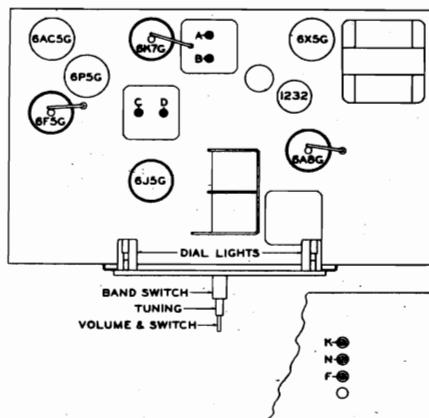 6AC5G
6K7G
A
6X5G
B
6P5G
1232
6F5G
C D
6A8G
6J5G
DIAL LIGHTS
BAND SWITCH
TUNING
VOLUME & SWITCH
K
N
F